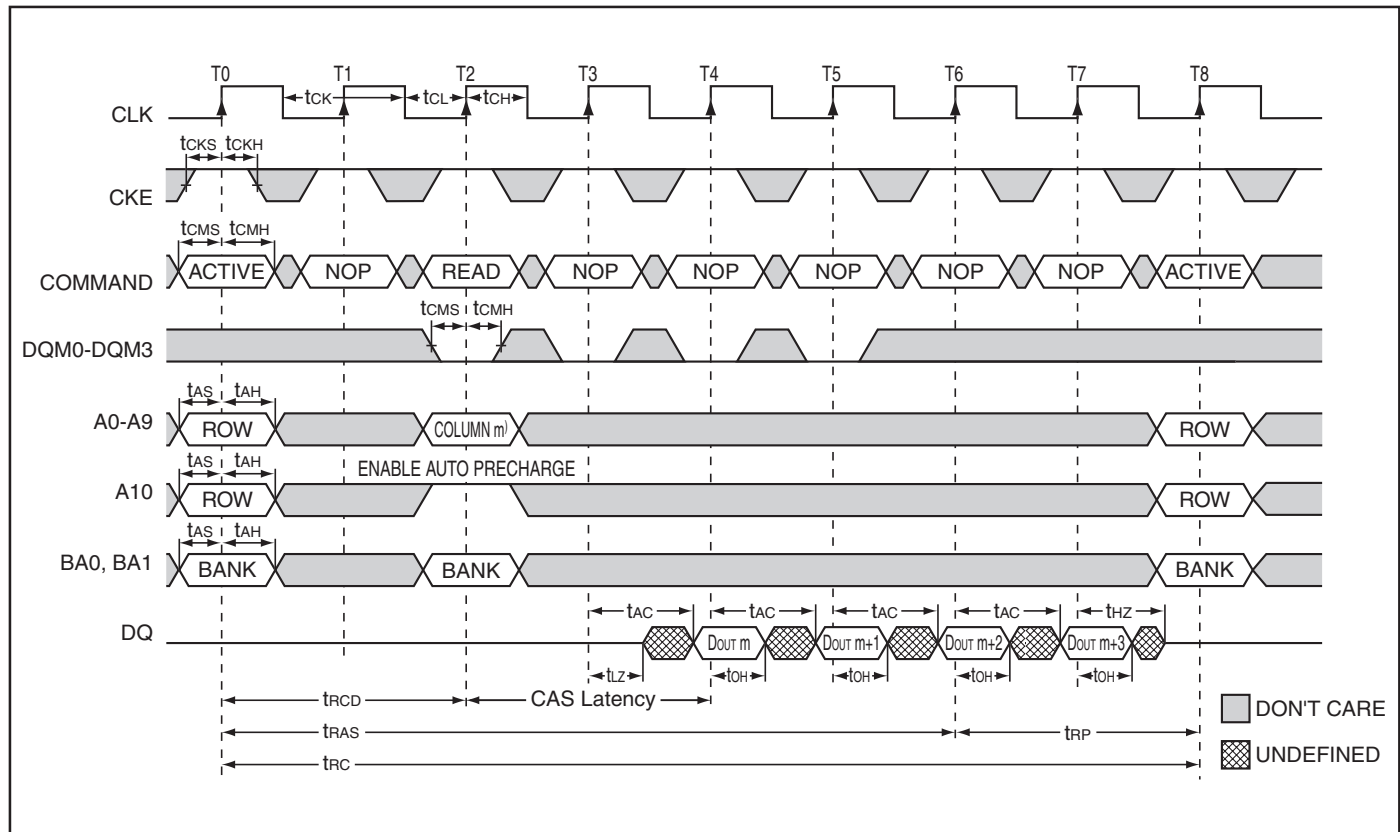 T0 T1 T2 T3 T4 T5 T6 T7 T8
CLK tCK tCL tCH
tCKS tCKH
CKE
tCMS tCMH
COMMAND ACTIVE NOP READ NOP NOP NOP NOP NOP ACTIVE
tCMS tCMH
DQM0-DQM3
tAS tAH
A0-A9 ROW COLUMN m) ROW
tAS tAH ENABLE AUTO PRECHARGE
A10 ROW ROW
tAS tAH
BA0, BA1 BANK BANK BANK
tAC tAC tAC tAC tHZ
DQ DOUT m DOUT m+1 DOUT m+2 DOUT m+3
tLZ tOH tOH tOH tOH
tRCD CAS Latency
tRAS tRP
tRC
DON'T CARE
UNDEFINED